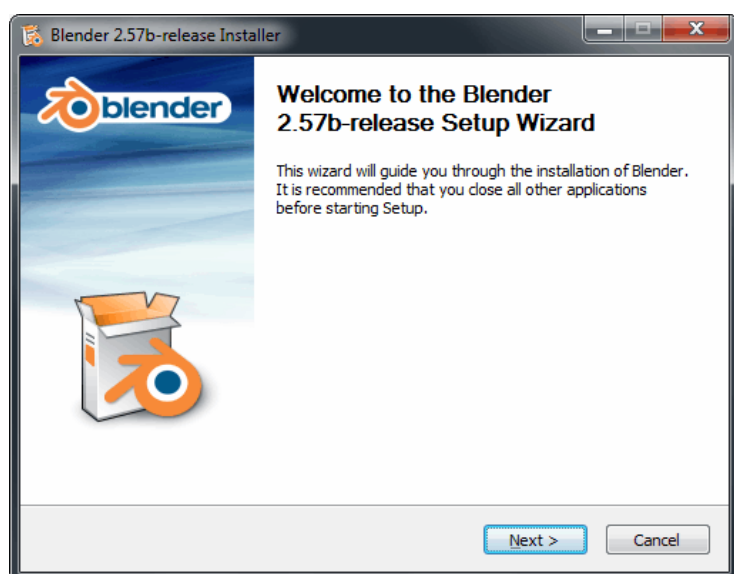 Blender 2.57b-release Installer
blender
Welcome to the Blender
2.57b-release Setup Wizard
This wizard will guide you through the installation of Blender.
It is recommended that you close all other applications
before starting Setup.
Next >
Cancel